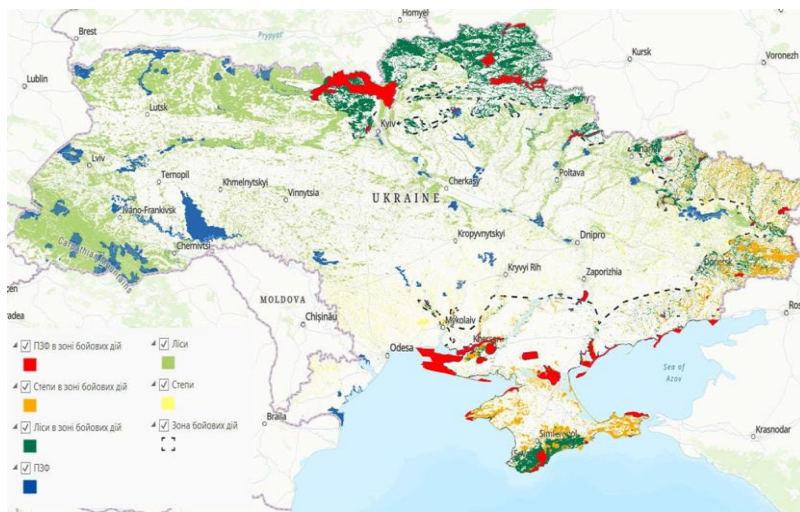 Homyel
Brest
Prypyat'
Kursk
Voronezh
Lublin
Lutsk
Kyiv
Lviv
Ternopil
Khmelnytskyi
Vinnytsia
Cherkasy
Poltava
UKRAINE
Ivano-Frankivsk
Chernivtsi
Carpathian Mountains
Kropyvnytskyi
Dnipro
Donetsk
Kryvyi Rih
Zaporizhia
MOLDOVA
Chișinău
Mykolaiv
Kherson
Odesa
Sea of
Azov
Braila
Krasnodar
Simferopol
ПЗФ в зоні бойових дій
Ліси
Степи в зоні бойових дій
Степи
Ліси в зоні бойових дій
Зона бойових дій
ПЗФ